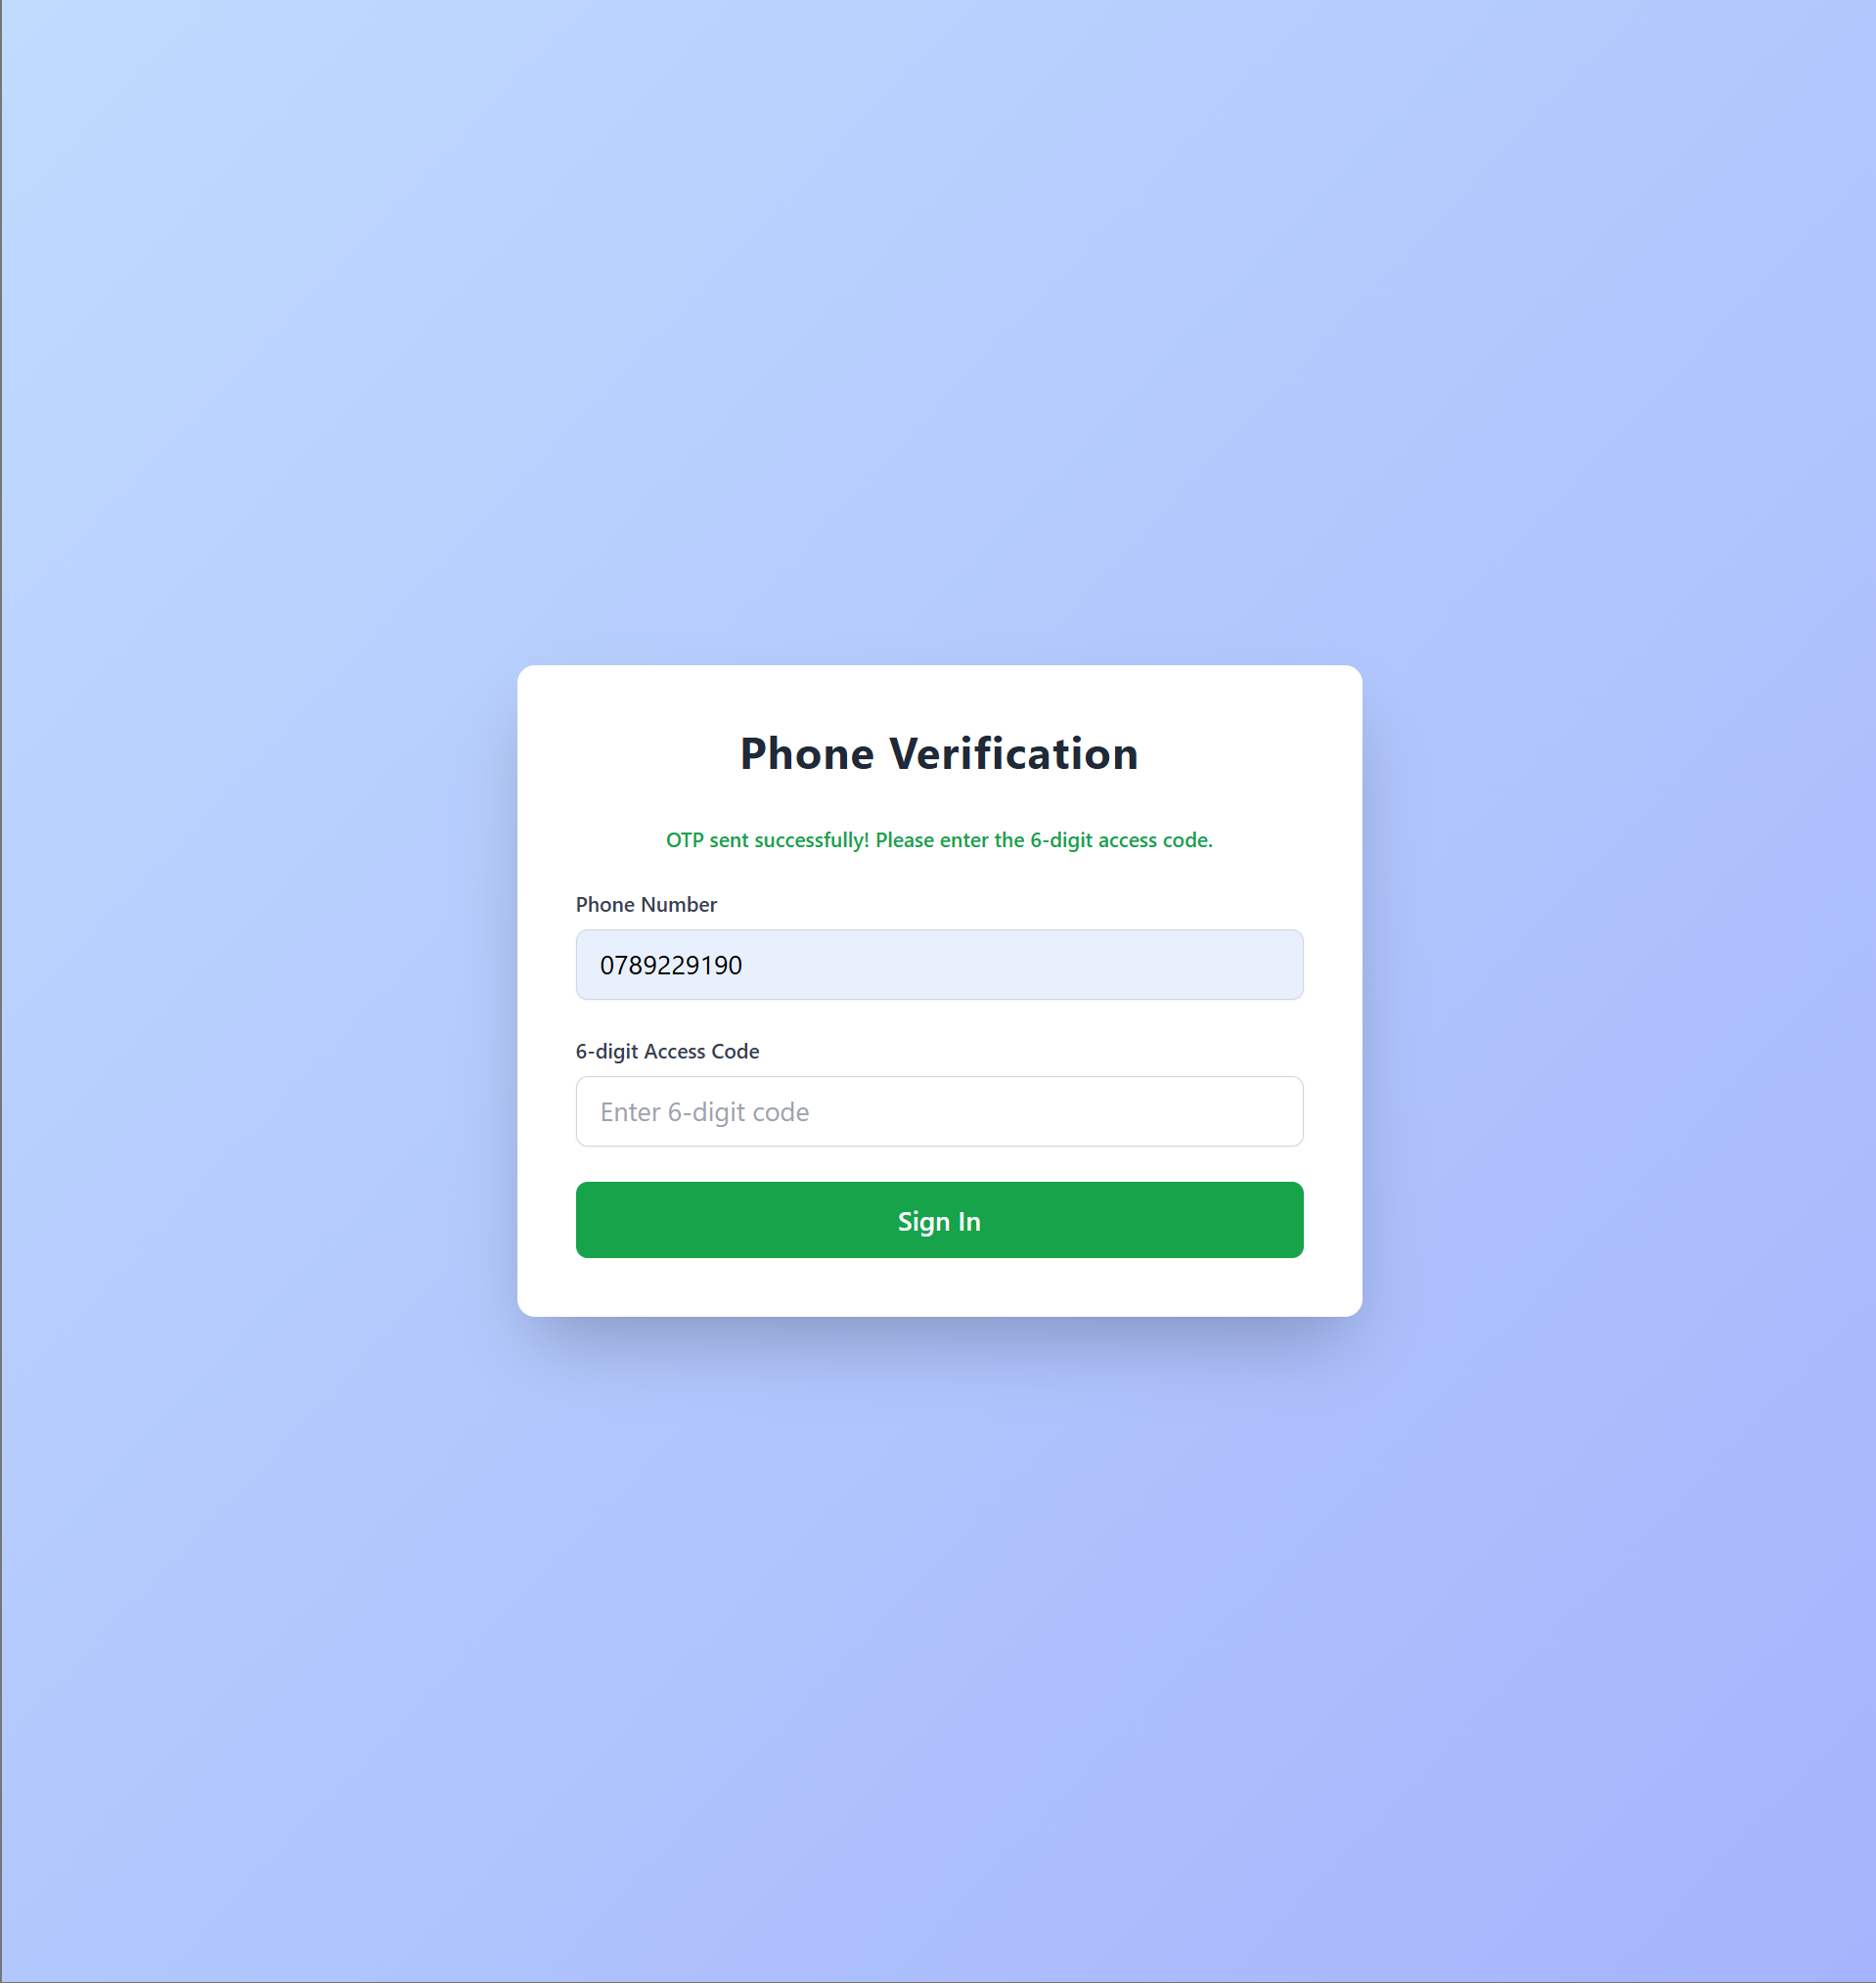 Phone Verification
OTP sent successfully! Please enter the 6-digit access code.
Phone Number
0789229190
6-digit Access Code
Enter 6-digit code
Sign In